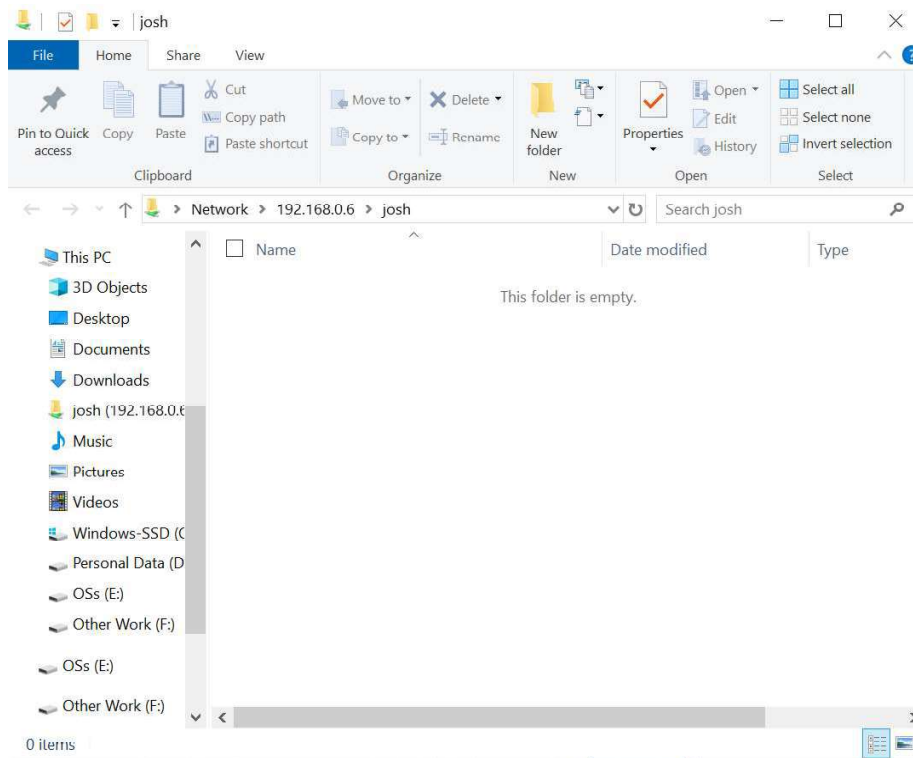 josh
File Home Share View
Pin to Quick access
Copy
Paste
Cut
Copy path
Paste shortcut
Clipboard
Move to
Copy to
Delete
Rename
Organize
New folder
New
Properties
Open
Edit
History
Open
Select all
Select none
Invert selection
Select
Network > 192.168.0.6 > josh
Search josh
Name Date modified Type
This folder is empty.
This PC
3D Objects
Desktop
Documents
Downloads
josh (192.168.0.6
Music
Pictures
Videos
Windows-SSD (C
Personal Data (D
OSs (E:)
Other Work (F:)
OSs (E:)
Other Work (F:)
0 items